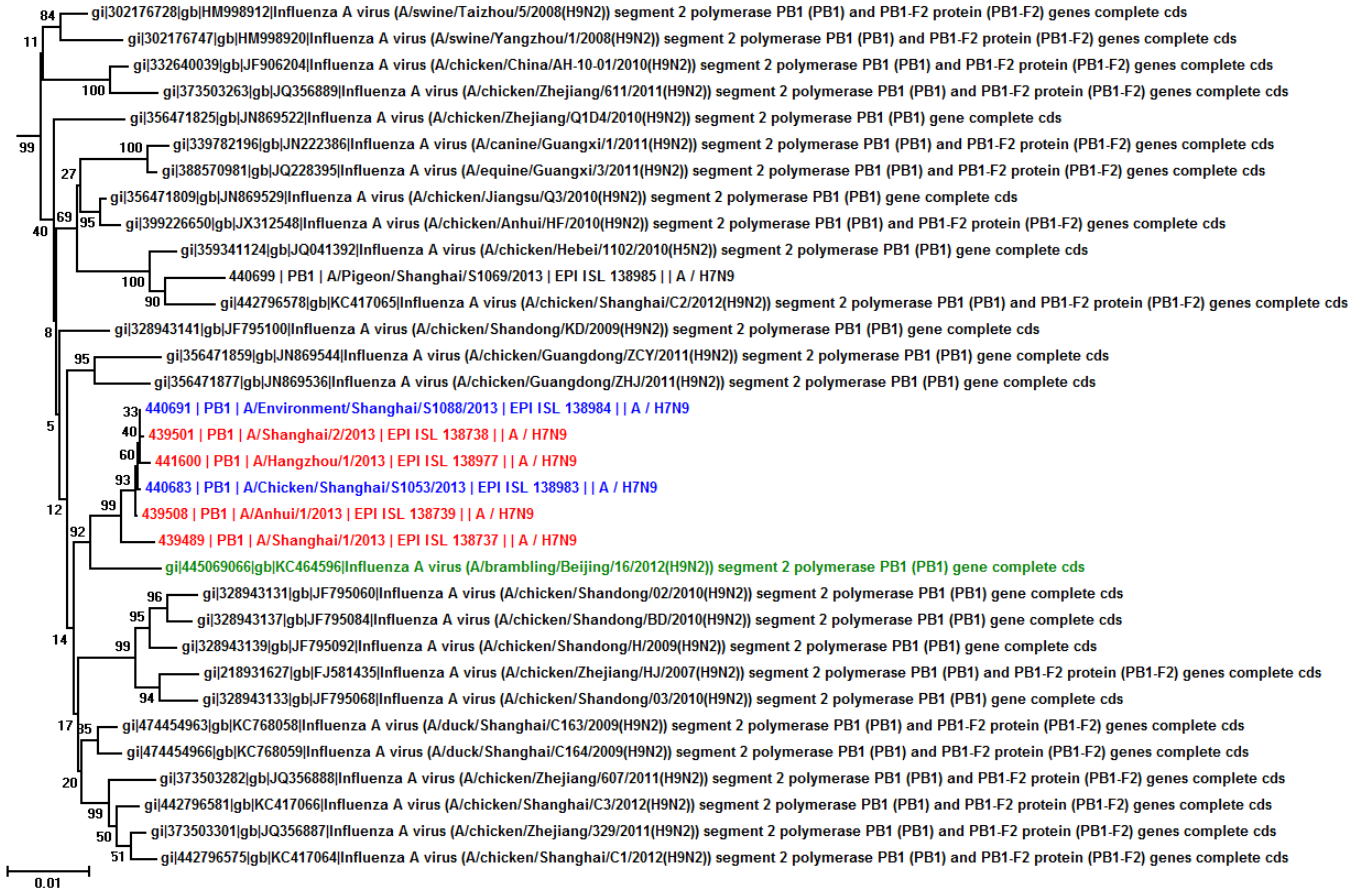 84
gi|302176728|gb|HM998912|Influenza A virus (A/swine/Taizhou/5/2008(H9N2)) segment 2 polymerase PB1 (PB1) and PB1-F2 protein (PB1-F2) genes complete cds
11
gi|302176747|gb|HM998920|Influenza A virus (A/swine/Yangzhou/1/2008(H9N2)) segment 2 polymerase PB1 (PB1) and PB1-F2 protein (PB1-F2) genes complete cds
gi|332640039|gb|JF906204|Influenza A virus (A/chicken/China/AH-10-01/2010(H9N2)) segment 2 polymerase PB1 (PB1) and PB1-F2 protein (PB1-F2) genes complete cds
100
gi|373503263|gb|JQ356889|Influenza A virus (A/chicken/Zhejiang/611/2011(H9N2)) segment 2 polymerase PB1 (PB1) and PB1-F2 protein (PB1-F2) genes complete cds
gi|356471825|gb|JN869522|Influenza A virus (A/chicken/Zhejiang/Q1D4/2010(H9N2)) segment 2 polymerase PB1 (PB1) gene complete cds
99
100
gi|339782196|gb|JN222386|Influenza A virus (A/canine/Guangxi/1/2011(H9N2)) segment 2 polymerase PB1 (PB1) and PB1-F2 protein (PB1-F2) genes complete cds
27
gi|388570981|gb|JQ228395|Influenza A virus (A/equine/Guangxi/3/2011(H9N2)) segment 2 polymerase PB1 (PB1) and PB1-F2 protein (PB1-F2) genes complete cds
gi|356471809|gb|JN869529|Influenza A virus (A/chicken/Jiangsu/Q3/2010(H9N2)) segment 2 polymerase PB1 (PB1) gene complete cds
69
95
40
gi|399226650|gb|JX312548|Influenza A virus (A/chicken/Anhui/HF/2010(H9N2)) segment 2 polymerase PB1 (PB1) and PB1-F2 protein (PB1-F2) genes complete cds
gi|359341124|gb|JQ041392|Influenza A virus (A/chicken/Hebei/1102/2010(H5N2)) segment 2 polymerase PB1 (PB1) gene complete cds
100
440699 | PB1 | A/Pigeon/Shanghai/S1069/2013 | EPI ISL 138985 | | A / H7N9
90
gi|442796578|gb|KC417065|Influenza A virus (A/chicken/Shanghai/C2/2012(H9N2)) segment 2 polymerase PB1 (PB1) and PB1-F2 protein (PB1-F2) genes complete cds
8
gi|328943141|gb|JF795100|Influenza A virus (A/chicken/Shandong/KD/2009(H9N2)) segment 2 polymerase PB1 (PB1) gene complete cds
95
gi|356471859|gb|JN869544|Influenza A virus (A/chicken/Guangdong/ZCY/2011(H9N2)) segment 2 polymerase PB1 (PB1) gene complete cds
gi|356471877|gb|JN869536|Influenza A virus (A/chicken/Guangdong/ZHJ/2011(H9N2)) segment 2 polymerase PB1 (PB1) gene complete cds
33
440691 | PB1 | A/Environment/Shanghai/S1088/2013 | EPI ISL 138984 | | A / H7N9
5
40
439501 | PB1 | A/Shanghai/2/2013 | EPI ISL 138738 | | A / H7N9
60
441600 | PB1 | A/Hangzhou/1/2013 | EPI ISL 138977 | | A / H7N9
93
440683 | PB1 | A/Chicken/Shanghai/S1053/2013 | EPI ISL 138983 | | A / H7N9
12
99
439508 | PB1 | A/Anhui/1/2013 | EPI ISL 138739 | | A / H7N9
92
439489 | PB1 | A/Shanghai/1/2013 | EPI ISL 138737 | | A / H7N9
gi|445069066|gb|KC464596|Influenza A virus (A/brambling/Beijing/16/2012(H9N2)) segment 2 polymerase PB1 (PB1) gene complete cds
96
gi|328943131|gb|JF795060|Influenza A virus (A/chicken/Shandong/02/2010(H9N2)) segment 2 polymerase PB1 (PB1) gene complete cds
95
gi|328943137|gb|JF795084|Influenza A virus (A/chicken/Shandong/BD/2010(H9N2)) segment 2 polymerase PB1 (PB1) gene complete cds
14
99
gi|328943139|gb|JF795092|Influenza A virus (A/chicken/Shandong/H/2009(H9N2)) segment 2 polymerase PB1 (PB1) gene complete cds
gi|218931627|gb|FJ581435|Influenza A virus (A/chicken/Zhejiang/HJ/2007(H9N2)) segment 2 polymerase PB1 (PB1) and PB1-F2 protein (PB1-F2) genes complete cds
94
gi|328943133|gb|JF795068|Influenza A virus (A/chicken/Shandong/03/2010(H9N2)) segment 2 polymerase PB1 (PB1) gene complete cds
17
85
gi|474454963|gb|KC768058|Influenza A virus (A/duck/Shanghai/C163/2009(H9N2)) segment 2 polymerase PB1 (PB1) and PB1-F2 protein (PB1-F2) genes complete cds
gi|474454966|gb|KC768059|Influenza A virus (A/duck/Shanghai/C164/2009(H9N2)) segment 2 polymerase PB1 (PB1) and PB1-F2 protein (PB1-F2) genes complete cds
20
gi|373503282|gb|JQ356888|Influenza A virus (A/chicken/Zhejiang/607/2011(H9N2)) segment 2 polymerase PB1 (PB1) and PB1-F2 protein (PB1-F2) genes complete cds
99
gi|442796581|gb|KC417066|Influenza A virus (A/chicken/Shanghai/C3/2012(H9N2)) segment 2 polymerase PB1 (PB1) and PB1-F2 protein (PB1-F2) genes complete cds
50
gi|373503301|gb|JQ356887|Influenza A virus (A/chicken/Zhejiang/329/2011(H9N2)) segment 2 polymerase PB1 (PB1) and PB1-F2 protein (PB1-F2) genes complete cds
51
gi|442796575|gb|KC417064|Influenza A virus (A/chicken/Shanghai/C1/2012(H9N2)) segment 2 polymerase PB1 (PB1) and PB1-F2 protein (PB1-F2) genes complete cds
0.01